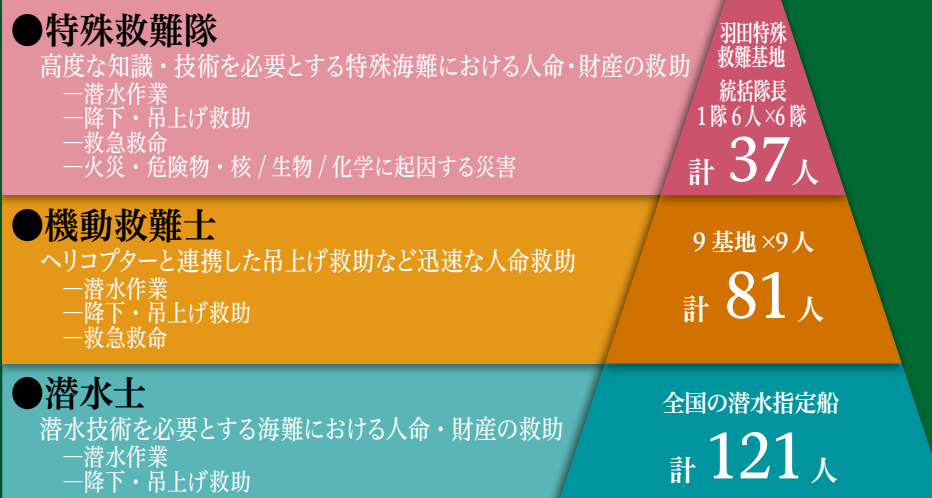 ●特殊救難隊
高度な知識・技術を必要とする特殊海難における人命・財産の救助
―潜水作業
―降下・吊上げ救助
―救急救命
―火災・危険物・核 / 生物 / 化学に起因する災害
羽田特殊
救難基地
統括隊長
1隊6人×6隊
計 37人
●機動救難士
ヘリコプターと連携した吊上げ救助など迅速な人命救助
―潜水作業
―降下・吊上げ救助
―救急救命
9基地×9人
計 81人
●潜水士
潜水技術を必要とする海難における人命・財産の救助
―潜水作業
―降下・吊上げ救助
全国の潜水指定船
計 121人